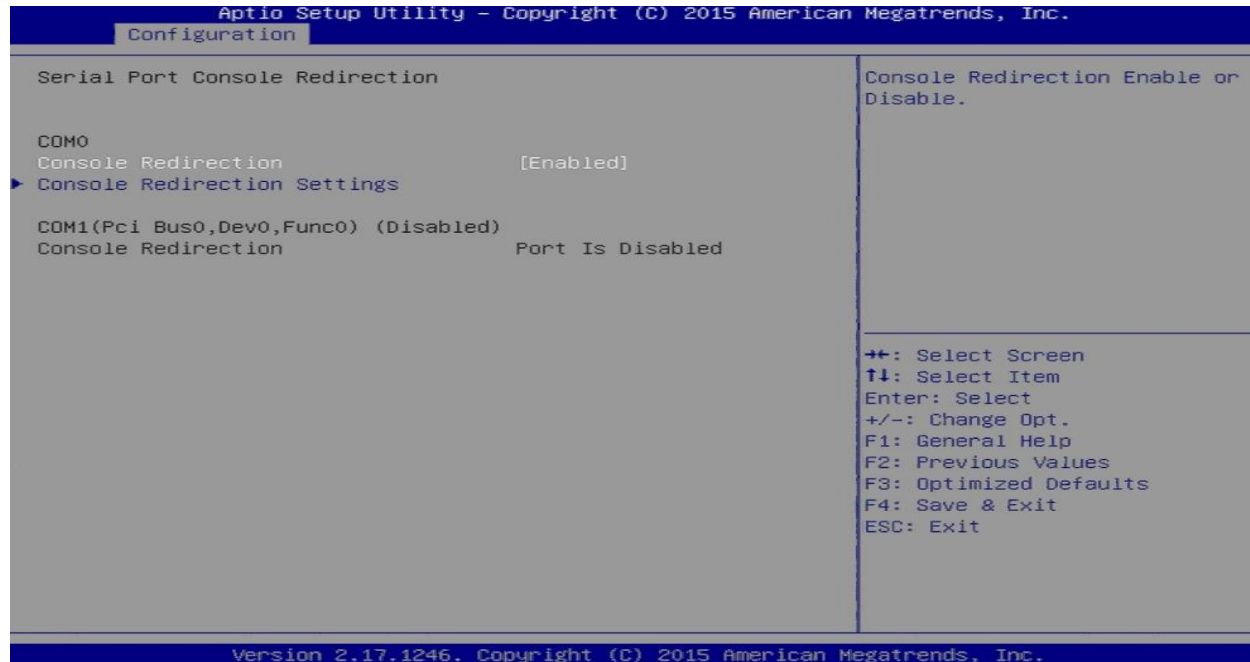 Aptio Setup Utility – Copyright (C) 2015 American Megatrends, Inc.
Configuration
Serial Port Console Redirection
COM0
Console Redirection [Enabled]
► Console Redirection Settings
COM1(Pci Bus0,Dev0,Func0) (Disabled)
Console Redirection Port Is Disabled
Console Redirection Enable or
Disable.
→←: Select Screen
↑↓: Select Item
Enter: Select
+/-: Change Opt.
F1: General Help
F2: Previous Values
F3: Optimized Defaults
F4: Save & Exit
ESC: Exit
Version 2.17.1246. Copyright (C) 2015 American Megatrends, Inc.